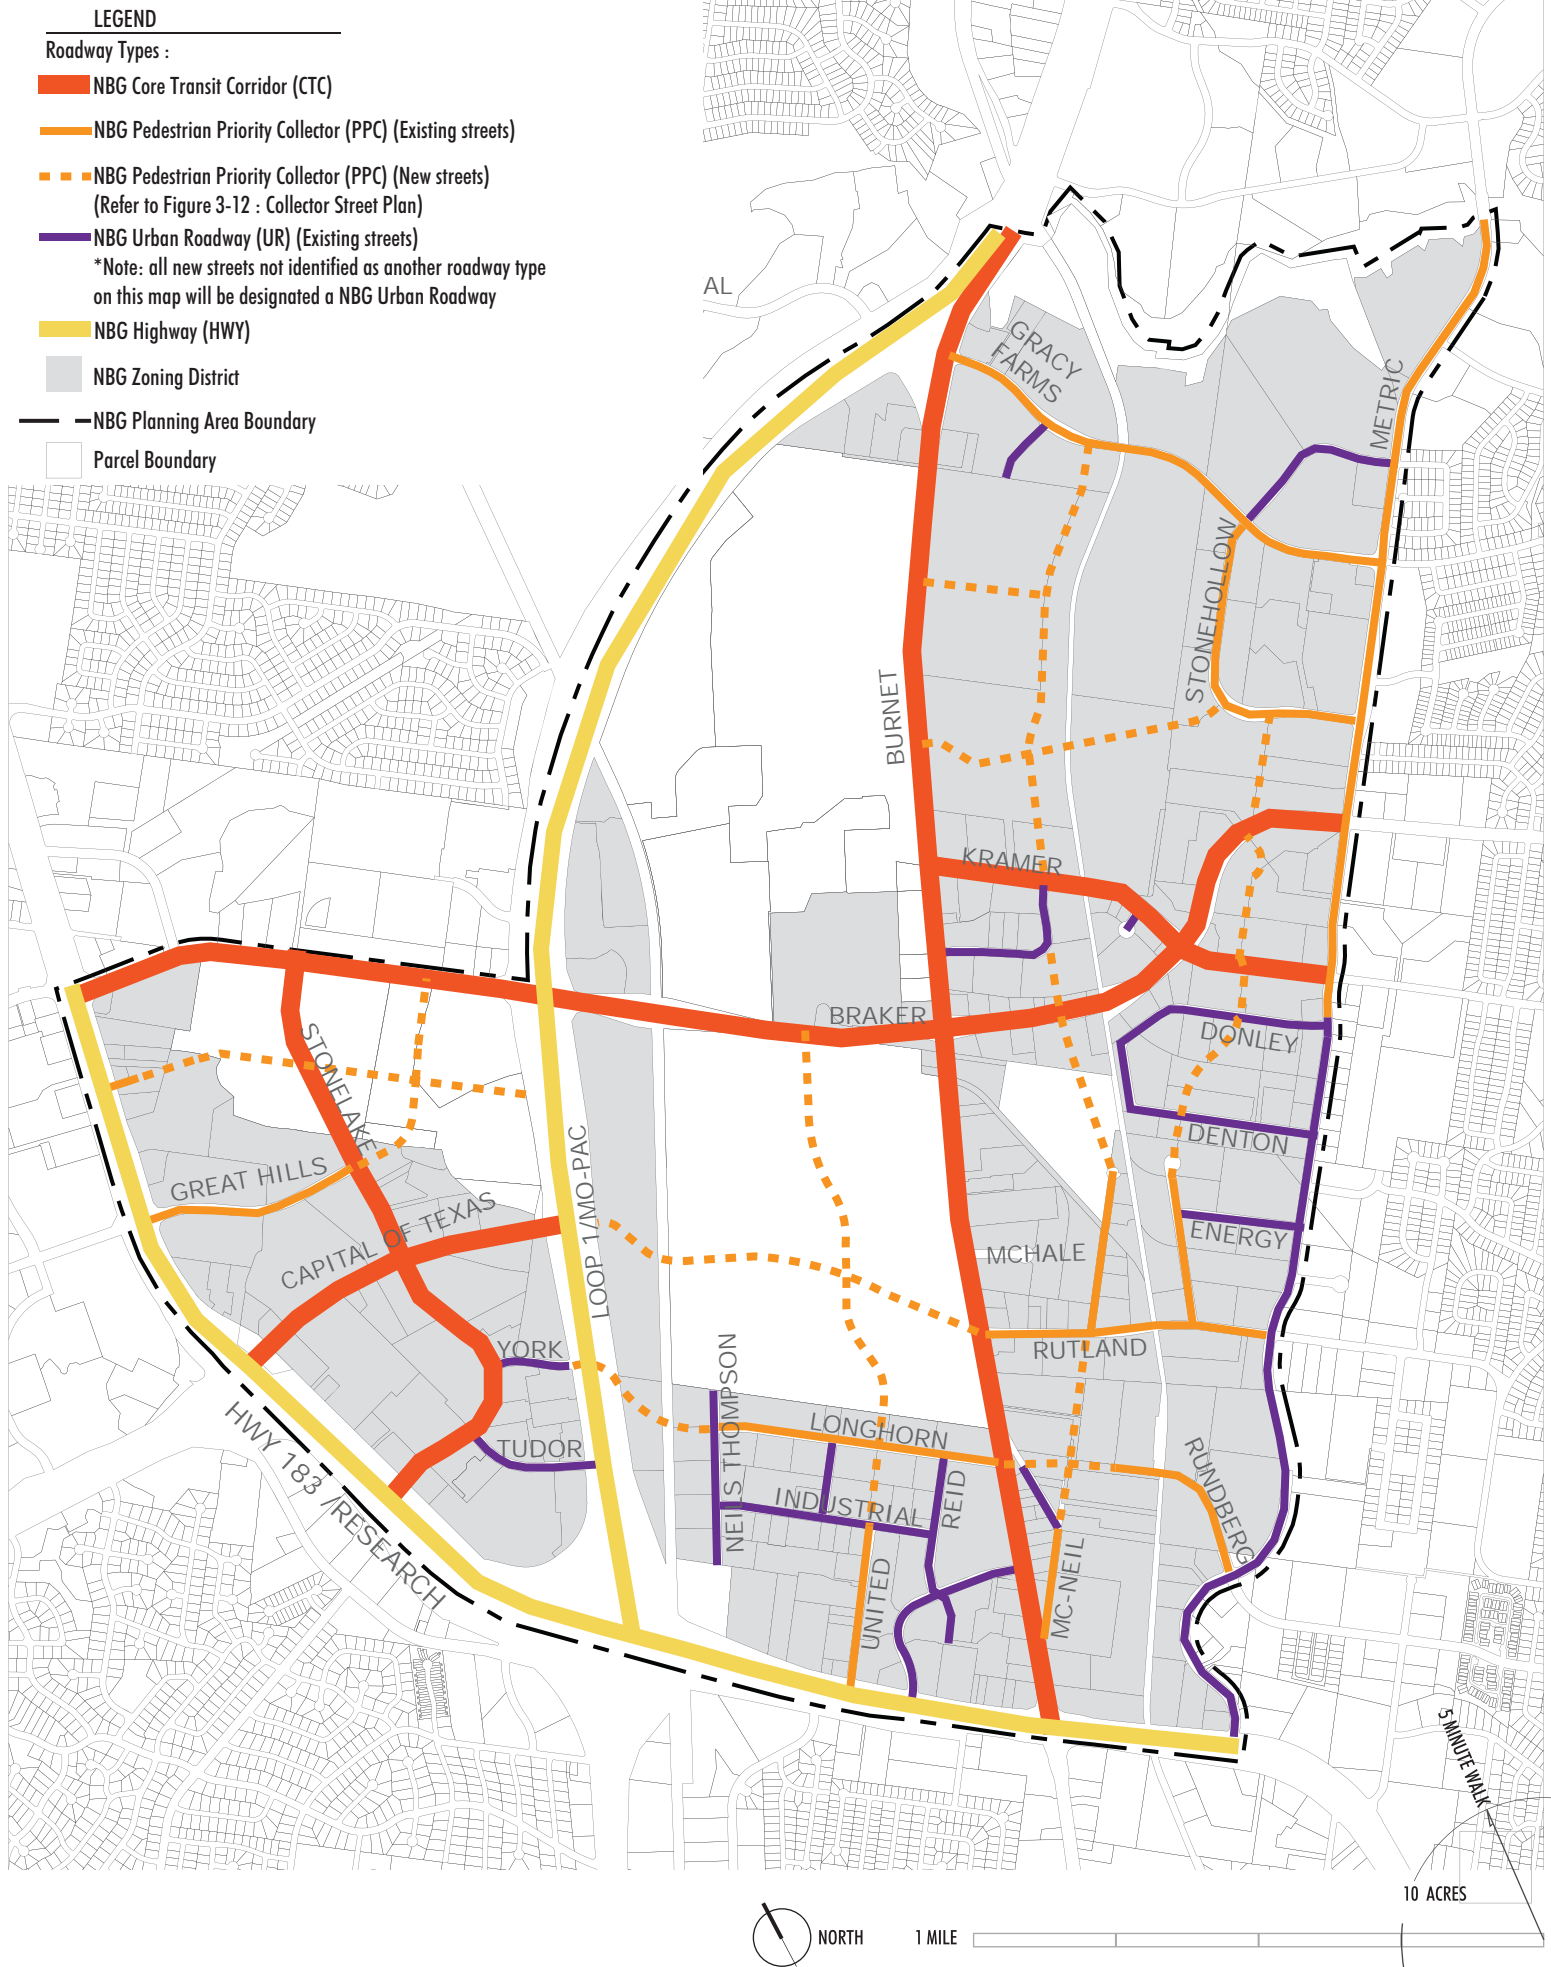 LEGEND
Roadway Types :
NBG Core Transit Corridor (CTC)
NBG Pedestrian Priority Collector (PPC) (Existing streets)
NBG Pedestrian Priority Collector (PPC) (New streets)
(Refer to Figure 3-12 : Collector Street Plan)
NBG Urban Roadway (UR) (Existing streets)
*Note: all new streets not identified as another roadway type
on this map will be designated a NBG Urban Roadway
NBG Highway (HWY)
NBG Zoning District
NBG Planning Area Boundary
Parcel Boundary
AL
GRACY
FARMS
METRIC
STONEHOLLOW
BURNET
KRAMER
BRAKER
DONLEY
STONELAKE
DENTON
GREAT HILLS
CAPITAL OF TEXAS
LOOP 1/MO-PAC
ENERGY
MCHALE
RUTLAND
YORK
NEILS THOMPSON
LONGHORN
TUDOR
HWY 183 /RESEARCH
INDUSTRIAL
REID
RUNDBERG
UNITED
MC-NEIL
5 MINUTE WALK
10 ACRES
NORTH
1 MILE